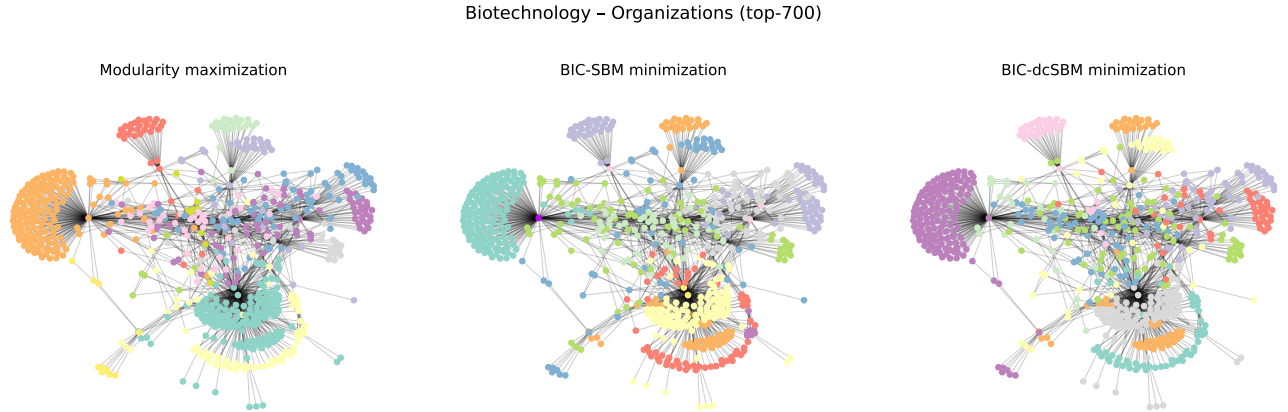 Biotechnology – Organizations (top-700)
Modularity maximization
BIC-SBM minimization
BIC-dcSBM minimization